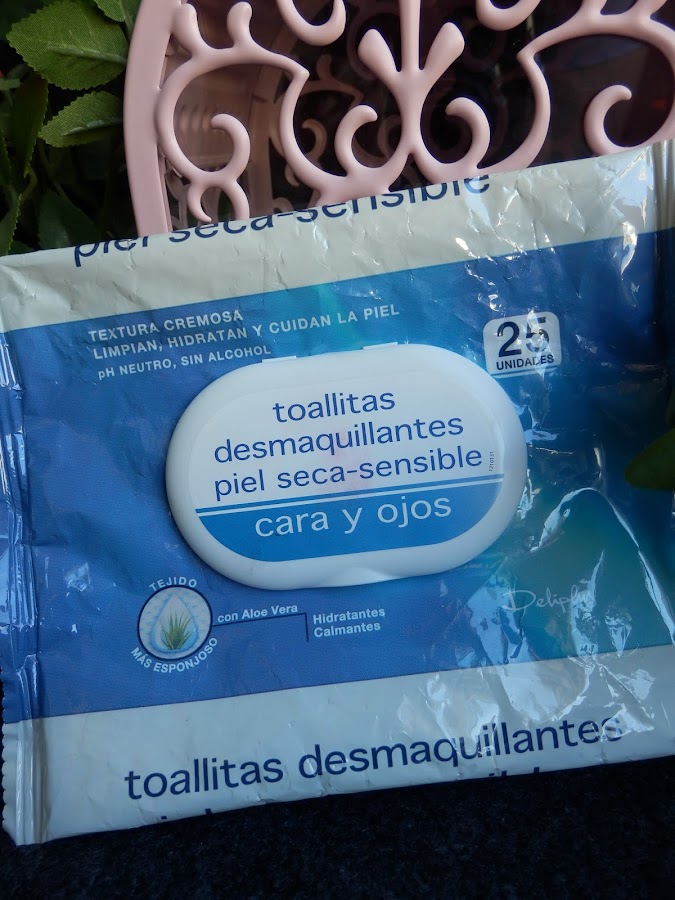 piel seca-sensible
TEXTURA CREMOSA
LIMPIAN, HIDRATAN Y CUIDAN LA PIEL
pH NEUTRO, SIN ALCOHOL
25
UNIDADES
toallitas
desmaquillantes
piel seca-sensible
cara y ojos
TEJIDO
MÁS ESPONJOSO
con Aloe Vera
Hidratantes
Calmantes
toallitas desmaquillantes